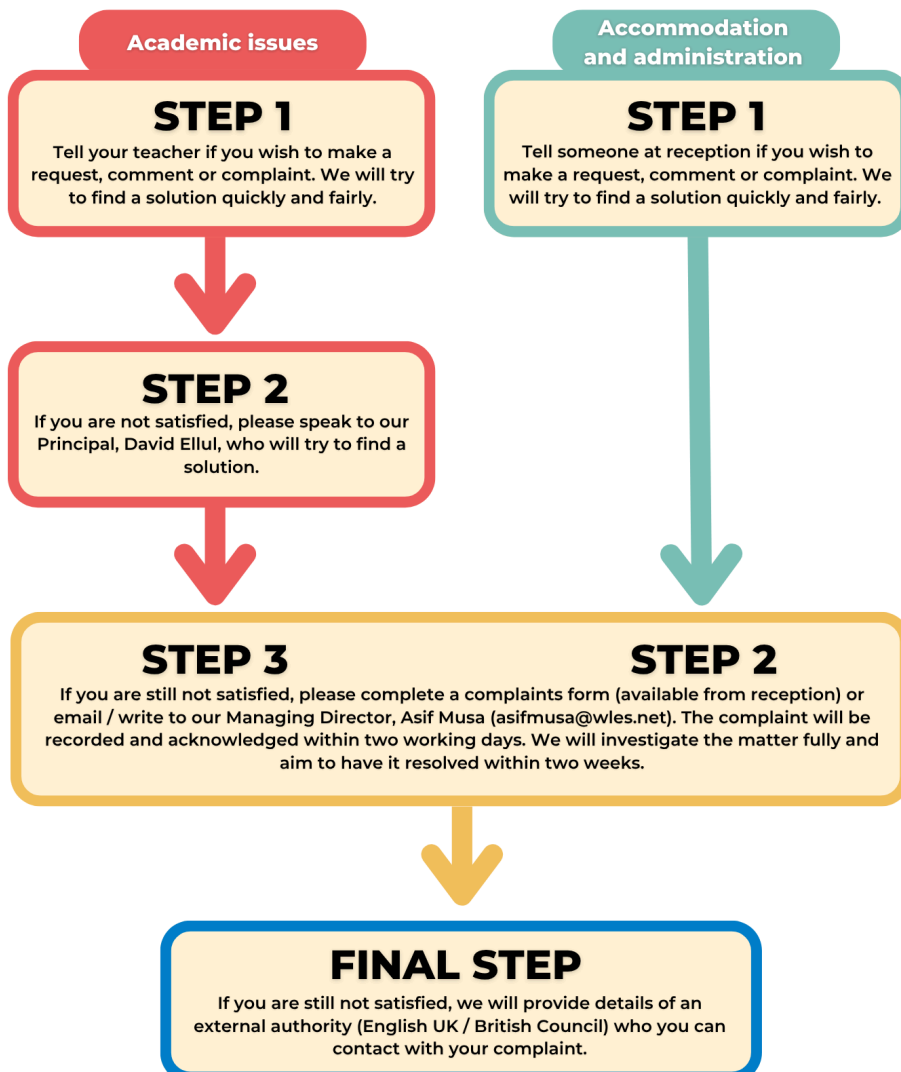 Academic issues
STEP 1
Tell your teacher if you wish to make a
request, comment or complaint. We will try
to find a solution quickly and fairly.
STEP 2
If you are not satisfied, please speak to our
Principal, David Ellul, who will try to find a
solution.
Accommodation
and administration
STEP 1
Tell someone at reception if you wish to
make a request, comment or complaint. We
will try to find a solution quickly and fairly.
STEP 3
STEP 2
If you are still not satisfied, please complete a complaints form (available from reception) or
email / write to our Managing Director, Asif Musa (asifmusa@wles.net). The complaint will be
recorded and acknowledged within two working days. We will investigate the matter fully and
aim to have it resolved within two weeks.
FINAL STEP
If you are still not satisfied, we will provide details of an
external authority (English UK / British Council) who you can
contact with your complaint.